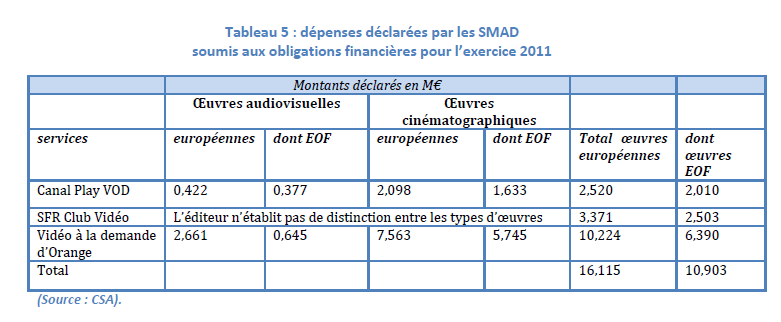 Tableau 5 : dépenses déclarées par les SMAD
soumis aux obligations financières pour l'exercice 2011
Montants déclarés en M€
Œuvres audiovisuelles Œuvres
cinématographiques
services européennes dont EOF européennes dont EOF Total œuvres européennes dont œuvres EOF
Canal Play VOD 0,422 0,377 2,098 1,633 2,520 2,010
SFR Club Vidéo L'éditeur n'établit pas de distinction entre les types d'œuvres 3,371 2,503
Vidéo à la demande 2,661 0,645 7,563 5,745 10,224 6,390
d'Orange
Total 16,115 10,903
(Source : CSA).